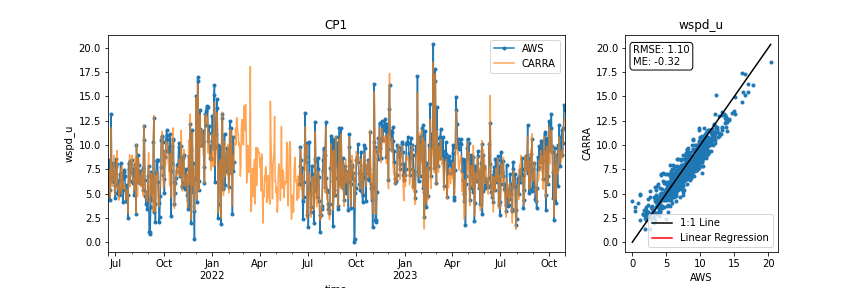 CP1
wspd_u
20.0
17.5
15.0
12.5
10.0
7.5
5.0
2.5
0.0
AWS
CARRA
Jul
Oct
Jan
2022
Apr
Jul
Oct
Jan
2023
Apr
Jul
Oct
time
wspd_u
CARRA
20.0
17.5
15.0
12.5
10.0
7.5
5.0
2.5
0.0
RMSE: 1.10
ME: -0.32
1:1 Line
Linear Regression
0
5
10
15
20
AWS